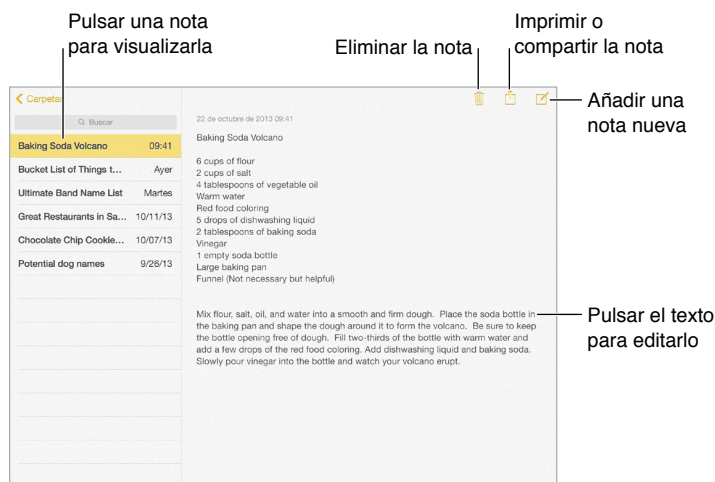 Pulsar una nota
para visualizarla
Eliminar la nota
Imprimir o
compartir la nota
Añadir una
nota nueva
Pulsar el texto
para editarlo
Carpetas
Buscar
Baking Soda Volcano 09:41
Bucket List of Things t... Ayer
Ultimate Band Name List Martes
Great Restaurants in Sa... 10/11/13
Chocolate Chip Cookie... 10/07/13
Potential dog names 9/26/13
22 de octubre de 2013 09:41
Baking Soda Volcano
6 cups of flour
2 cups of salt
4 tablespoons of vegetable oil
Warm water
Red food coloring
5 drops of dishwashing liquid
2 tablespoons of baking soda
Vinegar
1 empty soda bottle
Large baking pan
Funnel (Not necessary but helpful)
Mix flour, salt, oil, and water into a smooth and firm dough. Place the soda bottle in
the baking pan and shape the dough around it to form the volcano. Be sure to keep
the bottle opening free of dough. Fill two-thirds of the bottle with warm water and
add a few drops of the red food coloring. Add dishwashing liquid and baking soda.
Slowly pour vinegar into the bottle and watch your volcano erupt.